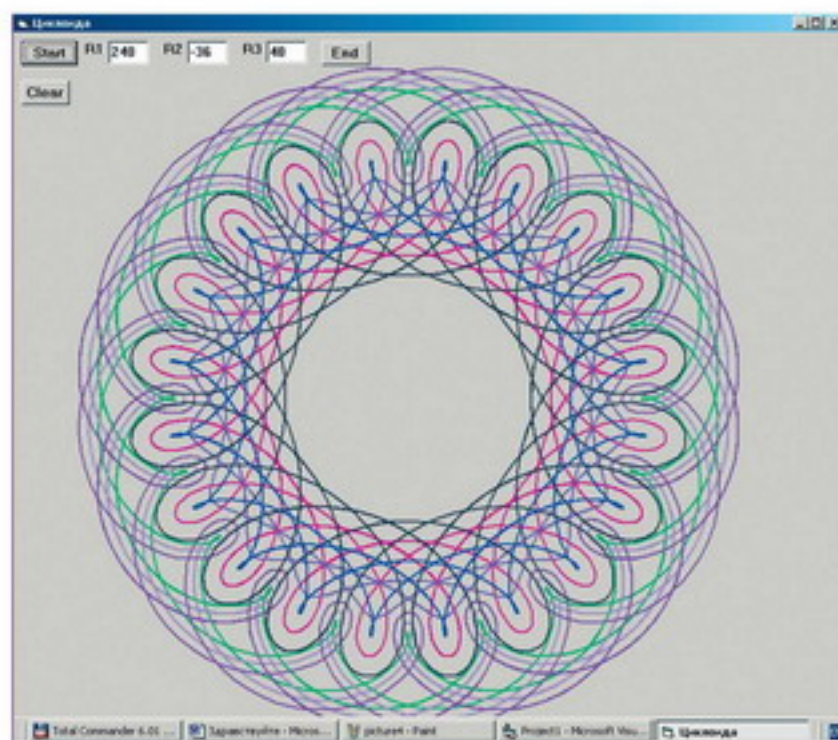 Циклоида
Start R1 240 R2 -36 R3 40 End
Clear
Total Commander 6.01 ... Здравствуйте - Micros... picture4 - Paint Project1 - Microsoft Visu... Циклоида